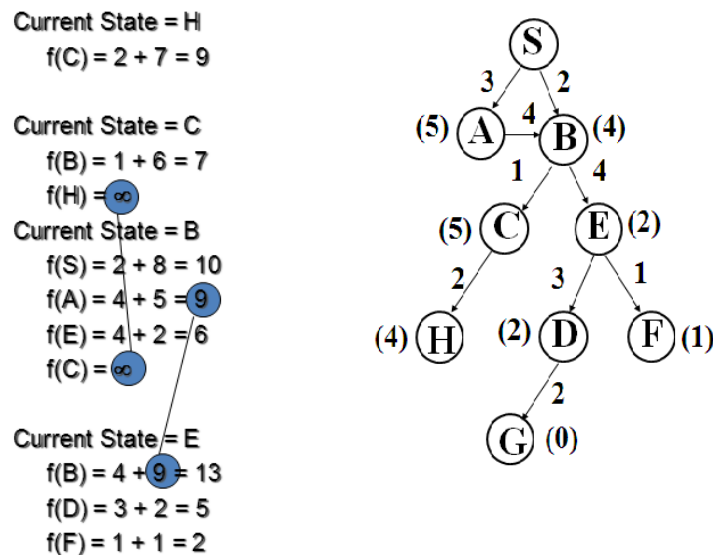 Current State = H
f(C) = 2 + 7 = 9
Current State = C
f(B) = 1 + 6 = 7
f(H) = ∞
Current State = B
f(S) = 2 + 8 = 10
f(A) = 4 + 5 = 9
f(E) = 4 + 2 = 6
f(C) = ∞
Current State = E
f(B) = 4 + 9 = 13
f(D) = 3 + 2 = 5
f(F) = 1 + 1 = 2
S
3 2
(5) A 4 B (4)
1 4
(5) C E (2)
2 3 1
(4) H (2) D F (1)
2
G (0)